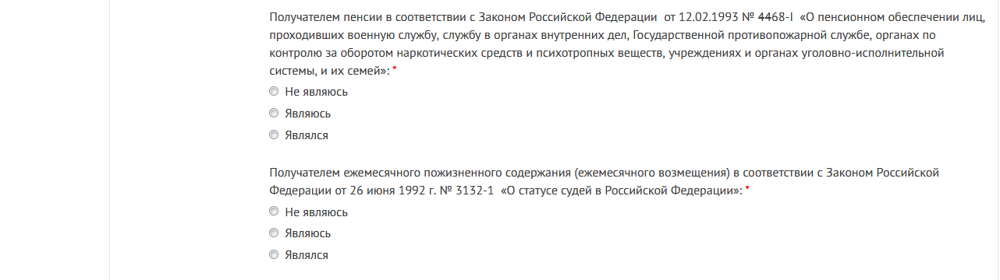 Получателем пенсии в соответствии с Законом Российской Федерации  от 12.02.1993 № 4468-I  «О пенсионном обеспечении лиц,
проходивших военную службу, службу в органах внутренних дел, Государственной противопожарной службе, органах по
контролю за оборотом наркотических средств и психотропных веществ, учреждениях и органах уголовно-исполнительной
системы, и их семей»: *
Не являюсь
Являюсь
Являлся
Получателем ежемесячного пожизненного содержания (ежемесячного возмещения) в соответствии с Законом Российской
Федерации от 26 июня 1992 г. № 3132-1  «О статусе судей в Российской Федерации»: *
Не являюсь
Являюсь
Являлся